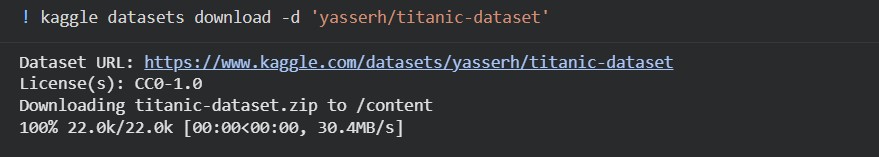 ! kaggle datasets download -d 'yasserh/titanic-dataset'
Dataset URL: https://www.kaggle.com/datasets/yasserh/titanic-dataset
License(s): CC0-1.0
Downloading titanic-dataset.zip to /content
100% 22.0k/22.0k [00:00<00:00, 30.4MB/s]